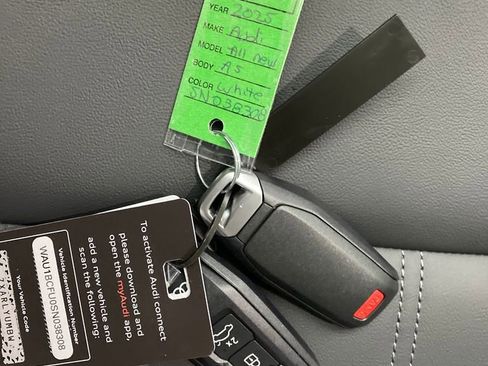 YEAR 2025
MAKE Audi
MODEL All new
BODY A5
COLOR White
SN038308
To activate Audi connect
please download and
open the myAudi app,
add a new vehicle and
scan the following:
Vehicle Identification Number
WAU1BCFU0SN038308
Your Vehicle Code